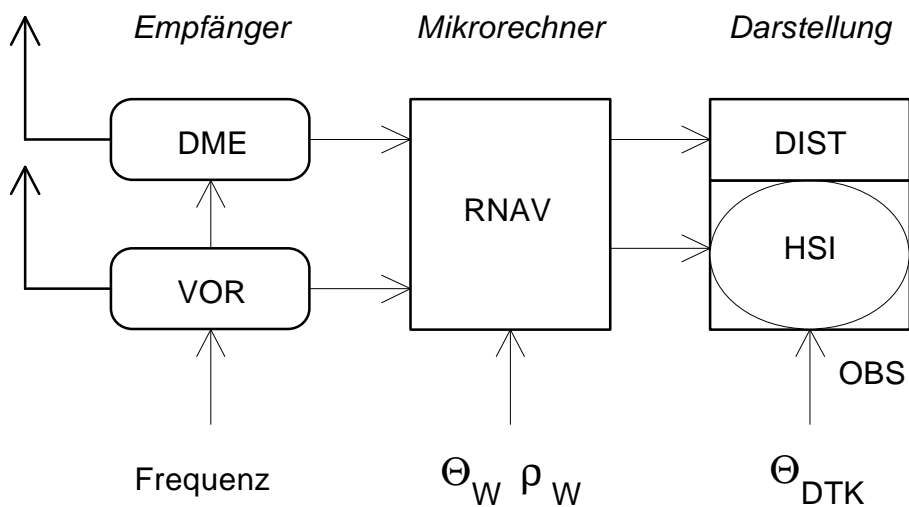 Empfänger Mikrorechner Darstellung
DME DIST
RNAV
VOR HSI
OBS
Frequenz Θ_W ρ_W Θ_DTK